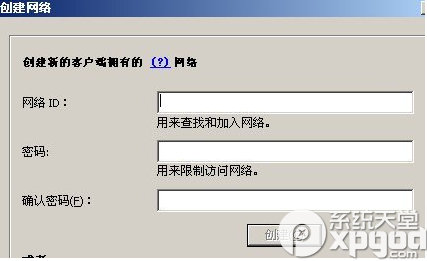 创建网络
创建新的客户端拥有的 (?) 网络
网络 ID：
用来查找和加入网络。
密码:
用来限制访问网络。
确认密码(F)：
创建
系统天堂
xpgod